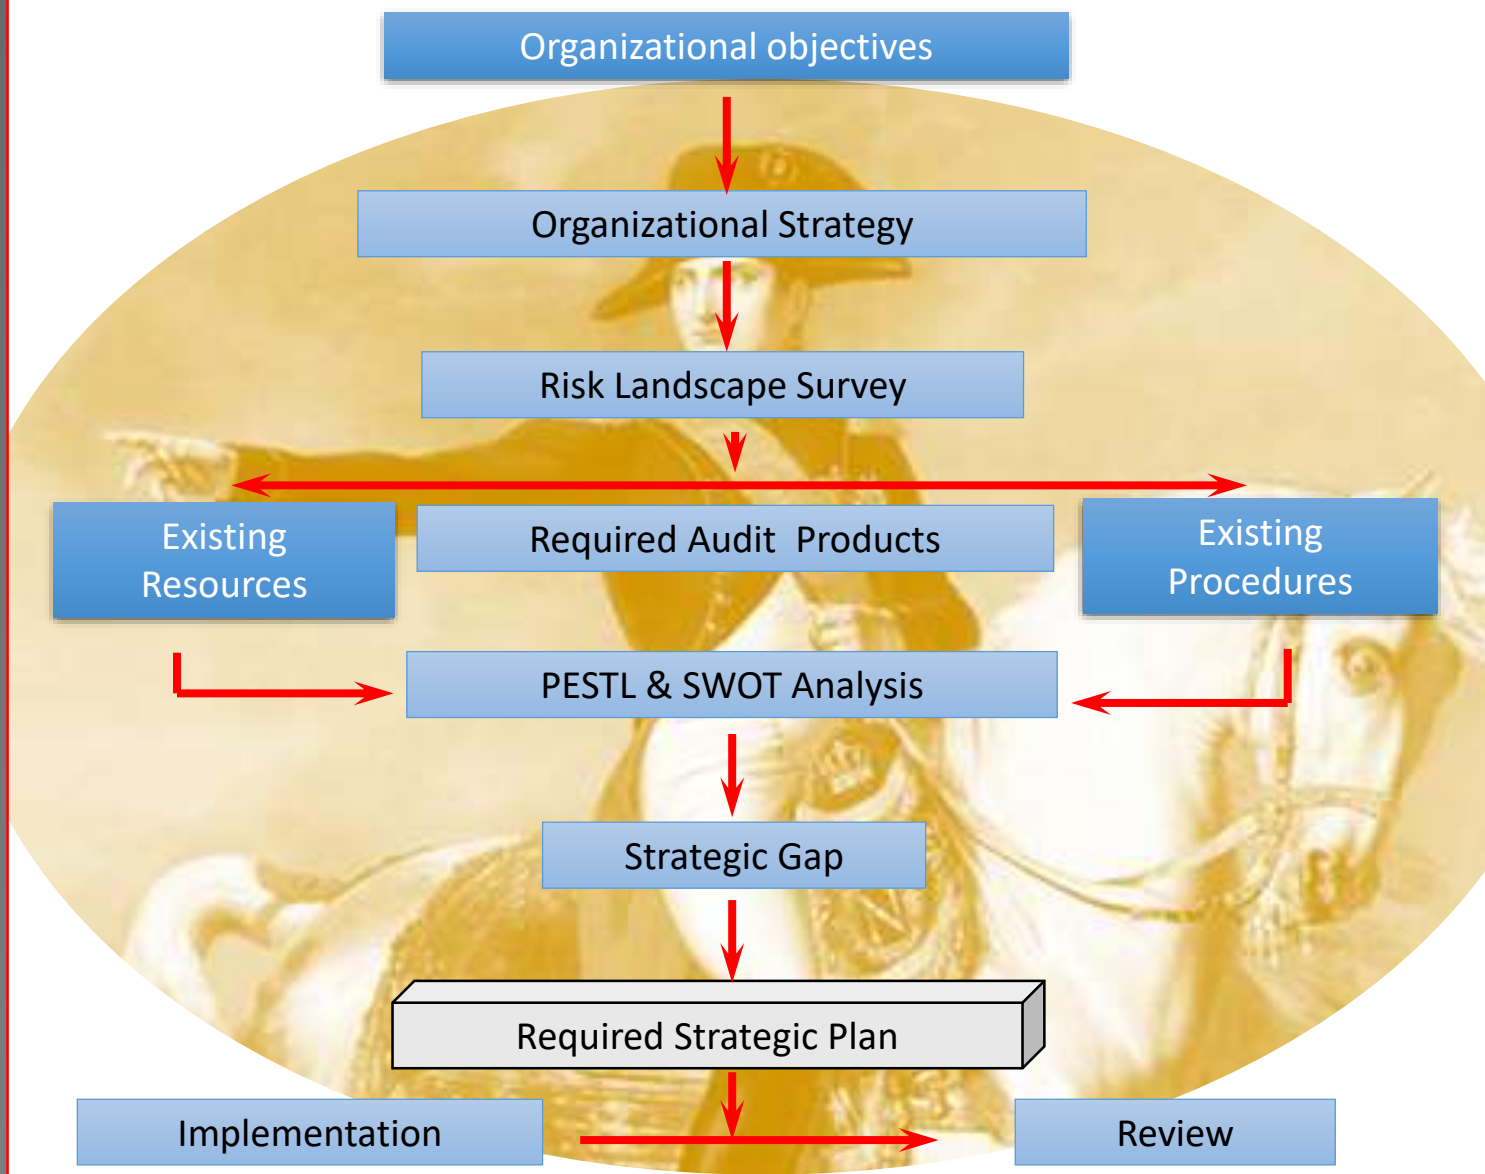 Organizational objectives
Organizational Strategy
Risk Landscape Survey
Existing
Resources
Required Audit  Products
Existing
Procedures
PESTL & SWOT Analysis
Strategic Gap
N
Required Strategic Plan
Implementation
Review